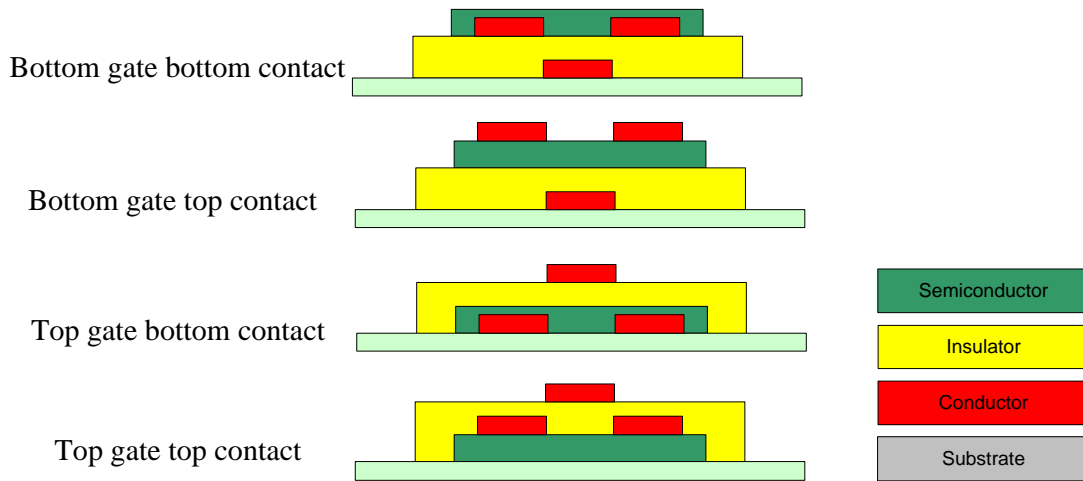 Bottom gate bottom contact
Bottom gate top contact
Top gate bottom contact
Top gate top contact
Semiconductor
Insulator
Conductor
Substrate